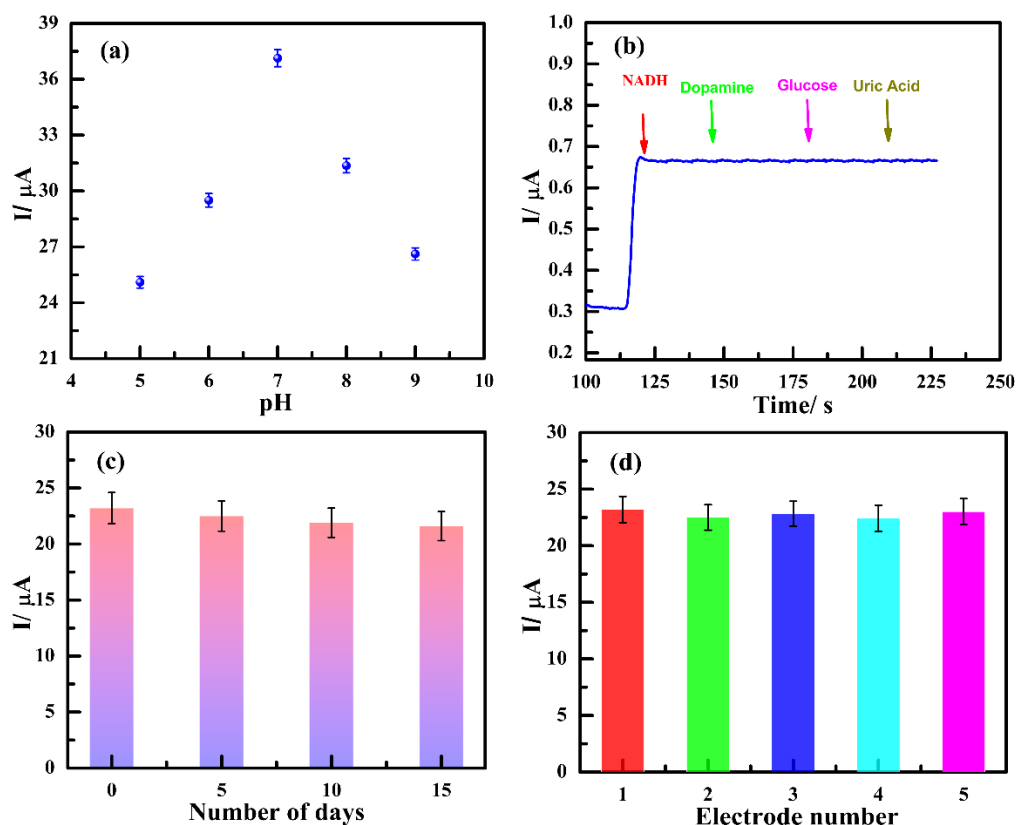 (a)
I/ μA
39
36
33
30
27
24
21
4 5 6 7 8 9 10
pH
(b)
I/ μA
1.0
0.9
0.8
0.7
0.6
0.5
0.4
0.3
0.2
NADH
Dopamine
Glucose
Uric Acid
100 125 150 175 200 225 250
Time/ s
(c)
I/ μA
30
25
20
15
10
5
0
0 5 10 15
Number of days
(d)
I/ μA
30
25
20
15
10
5
0
1 2 3 4 5
Electrode number